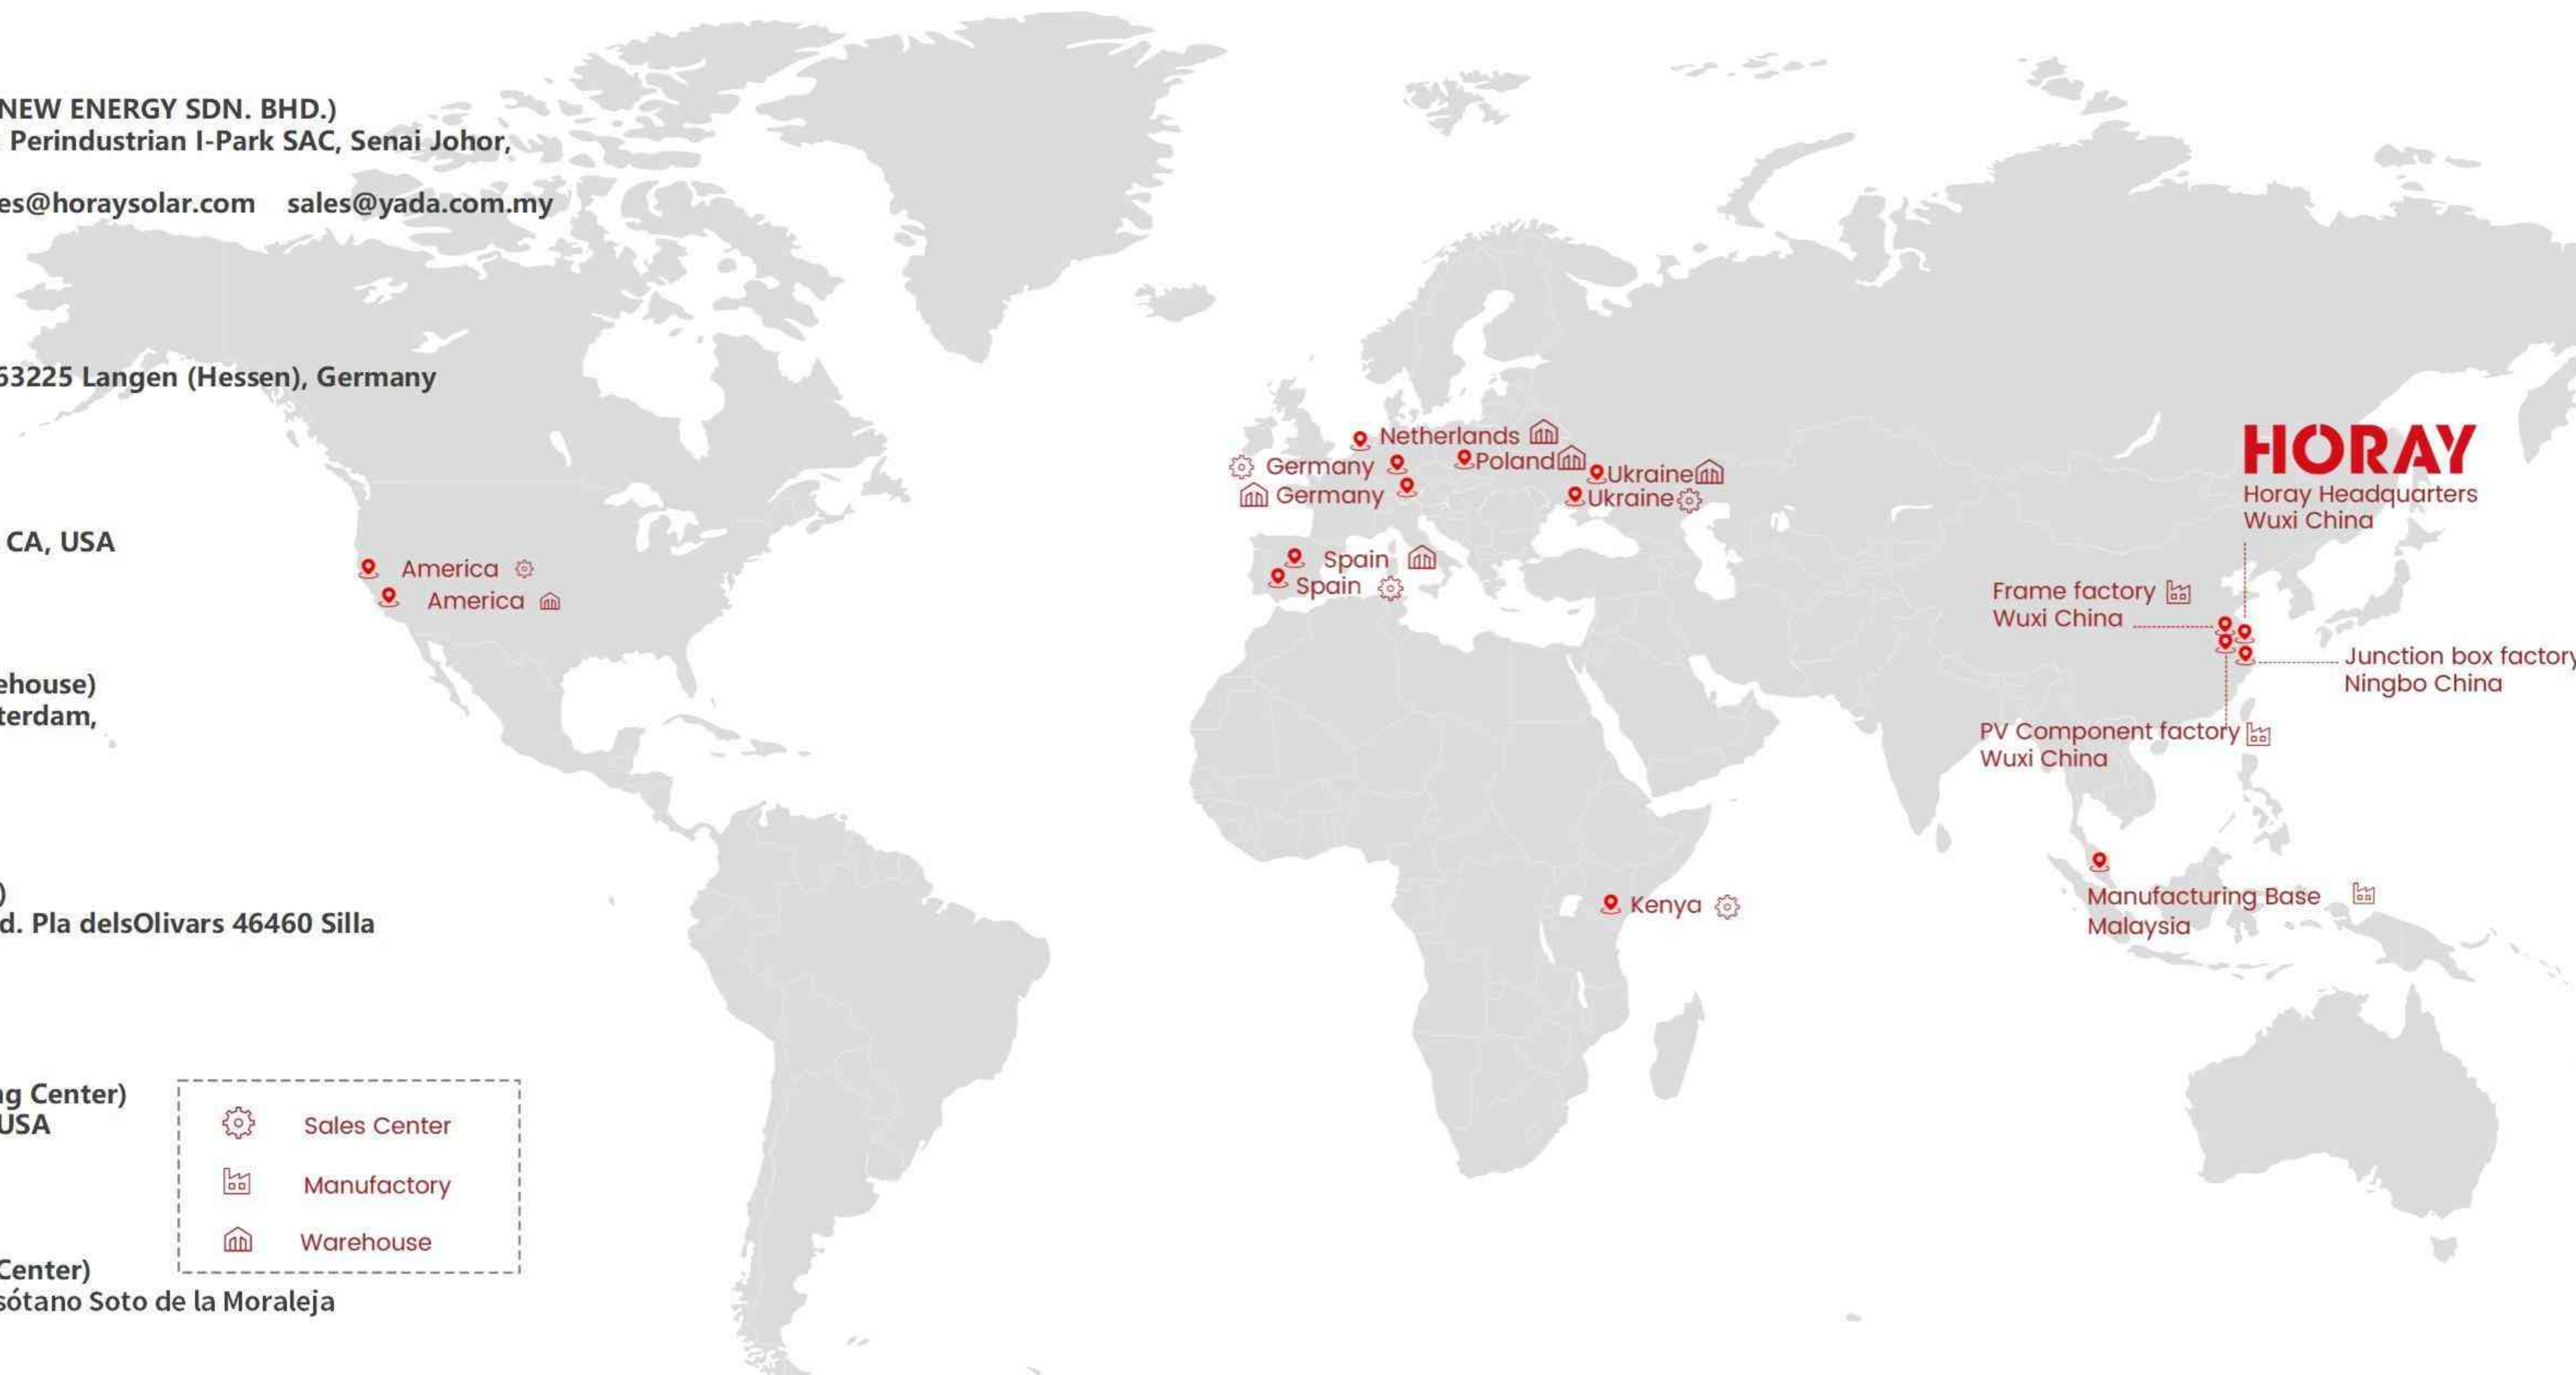 NEW ENERGY SDN. BHD.)
Perindustrian I-Park SAC, Senai Johor,
es@horaysolar.com sales@yada.com.my
63225 Langen (Hessen), Germany
CA, USA
ehouse)
terdam,
)
d. Pla delsOlivars 46460 Silla
g Center)
USA
Center)
sótano Soto de la Moraleja
Sales Center
Manufactory
Warehouse
America
America
Netherlands
Germany
Poland
Germany
Ukraine
Ukraine
Spain
Spain
Kenya
HORAY
Horay Headquarters
Wuxi China
Frame factory
Wuxi China
Junction box factory
Ningbo China
PV Component factory
Wuxi China
Manufacturing Base
Malaysia